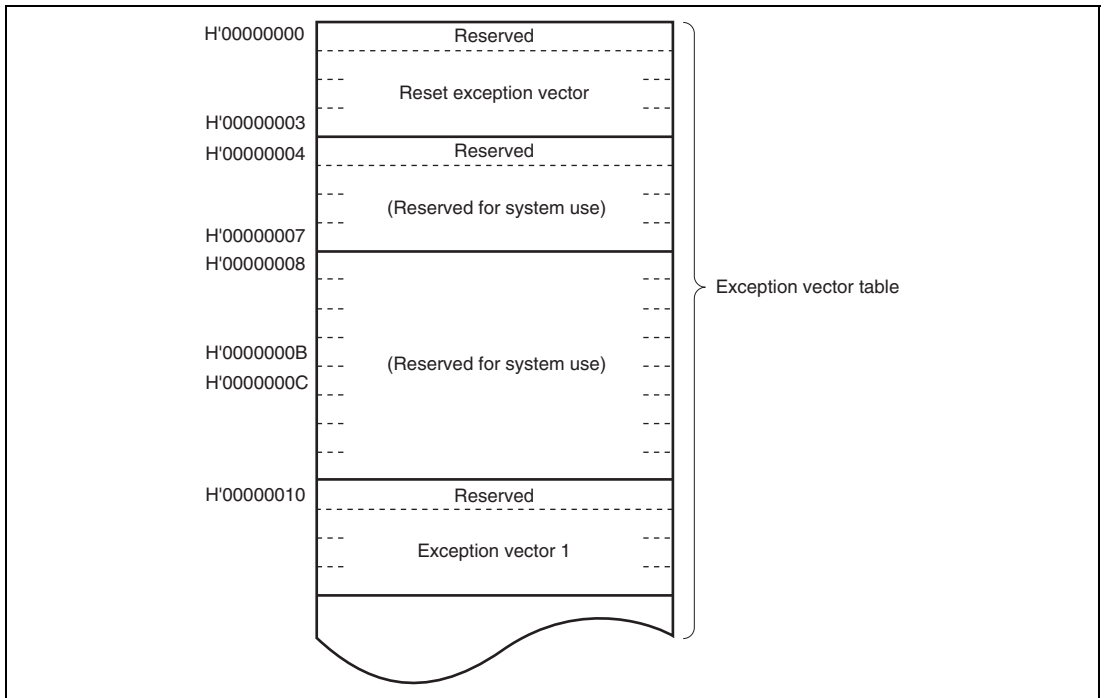 H'00000000
Reserved
Reset exception vector
H'00000003
H'00000004
Reserved
(Reserved for system use)
H'00000007
H'00000008
Exception vector table
H'0000000B
(Reserved for system use)
H'0000000C
H'00000010
Reserved
Exception vector 1